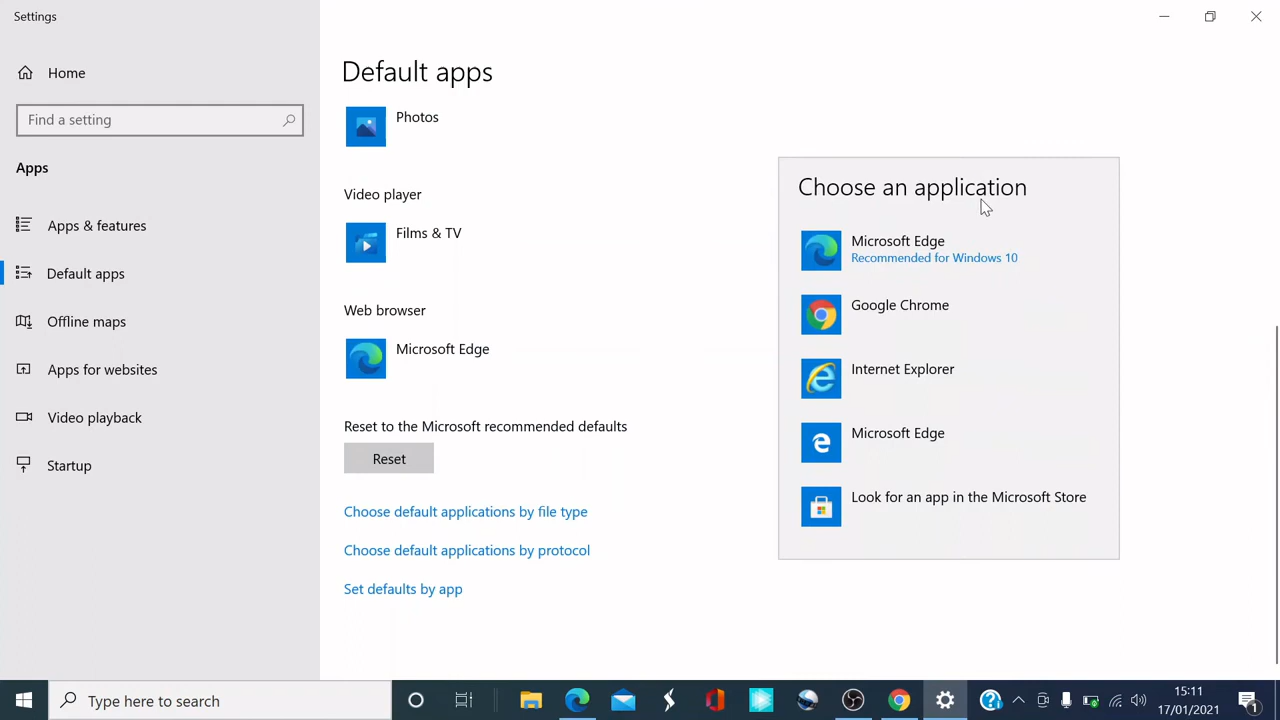 Settings
Home
Find a setting
Apps
Apps & features
Default apps
Offline maps
Apps for websites
Video playback
Startup
Default apps
Photos
Video player
Films & TV
Web browser
Microsoft Edge
Reset to the Microsoft recommended defaults
Reset
Choose default applications by file type
Choose default applications by protocol
Set defaults by app
Choose an application
Microsoft Edge
Recommended for Windows 10
Google Chrome
Internet Explorer
Microsoft Edge
Look for an app in the Microsoft Store
Type here to search
15:11
17/01/2021
1